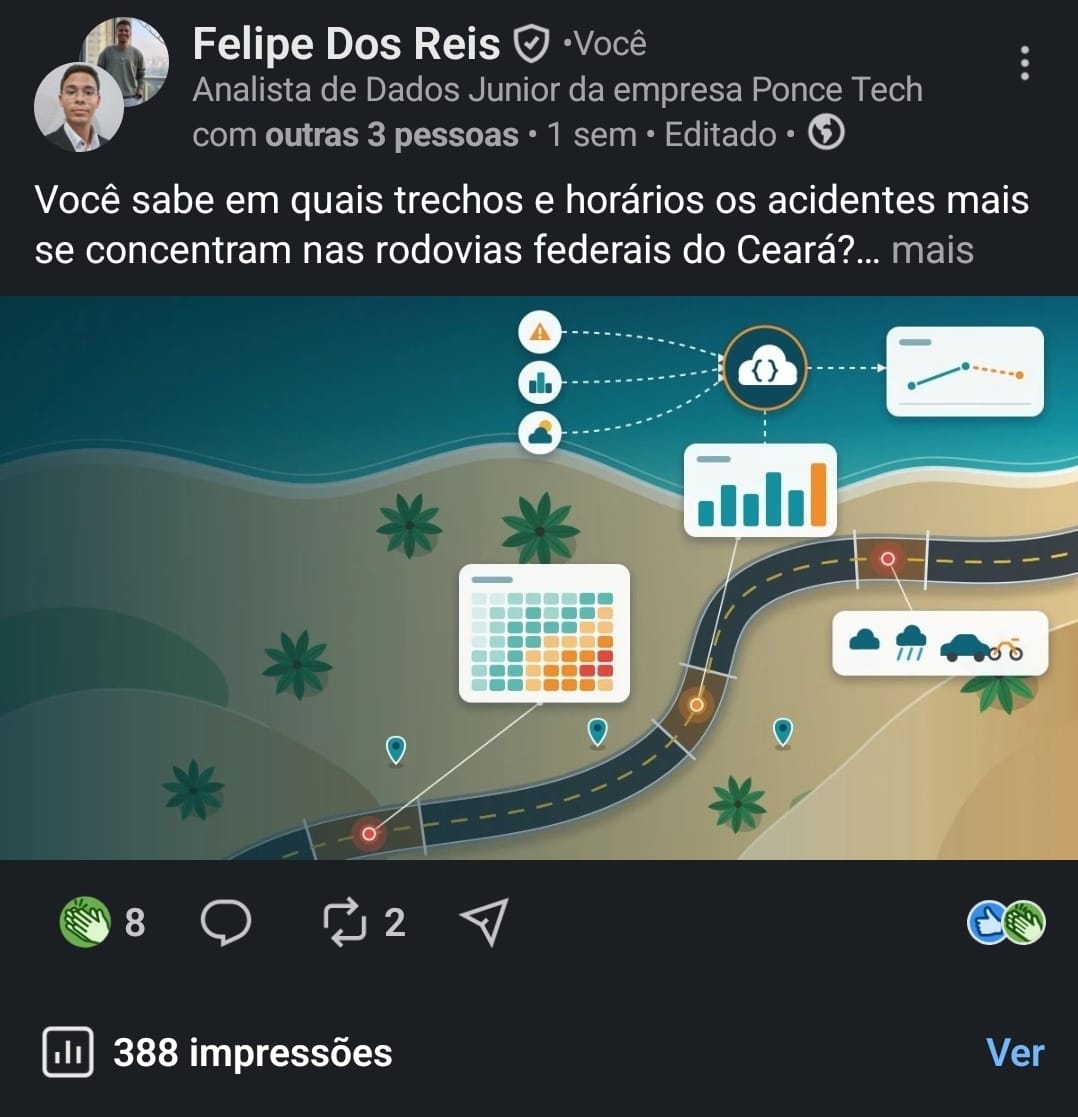 Felipe Dos Reis •Você
Analista de Dados Junior da empresa Ponce Tech
com outras 3 pessoas • 1 sem • Editado •
Você sabe em quais trechos e horários os acidentes mais
se concentram nas rodovias federais do Ceará?... mais
{}
8
2
388 impressões
Ver